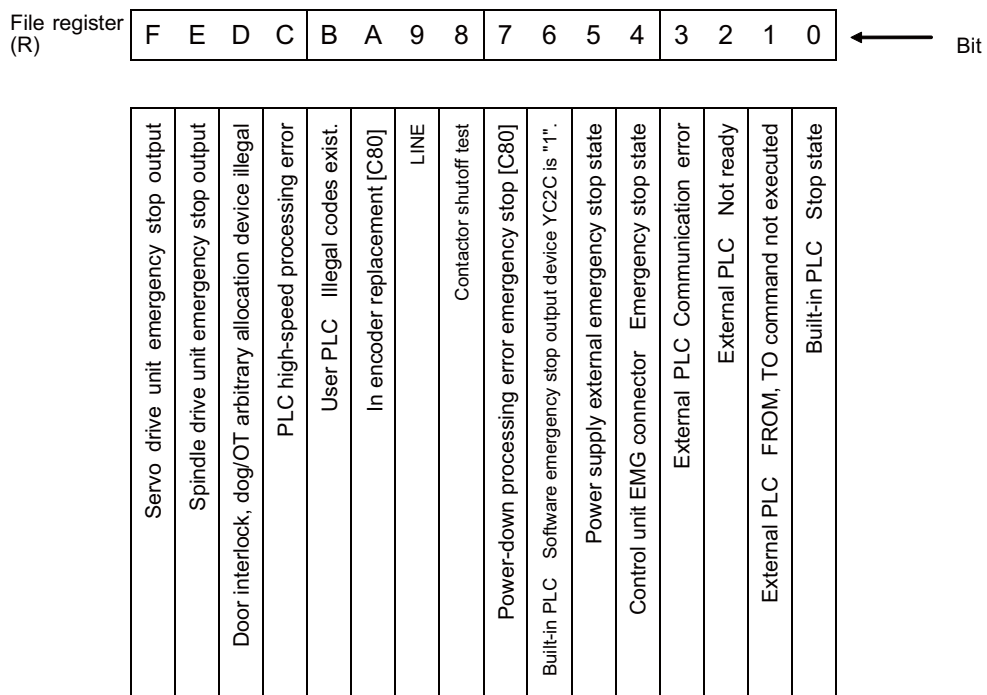 File register
(R)
F E D C B A 9 8 7 6 5 4 3 2 1 0
Bit
Servo drive unit emergency stop output
Spindle drive unit emergency stop output
Door interlock, dog/OT arbitrary allocation device illegal
PLC high-speed processing error
User PLC Illegal codes exist.
In encoder replacement [C80]
LINE
Contactor shutoff test
Power-down processing error emergency stop [C80]
Built-in PLC Software emergency stop output device YC2C is "1".
Power supply external emergency stop state
Control unit EMG connector Emergency stop state
External PLC Communication error
External PLC Not ready
External PLC FROM, TO command not executed
Built-in PLC Stop state